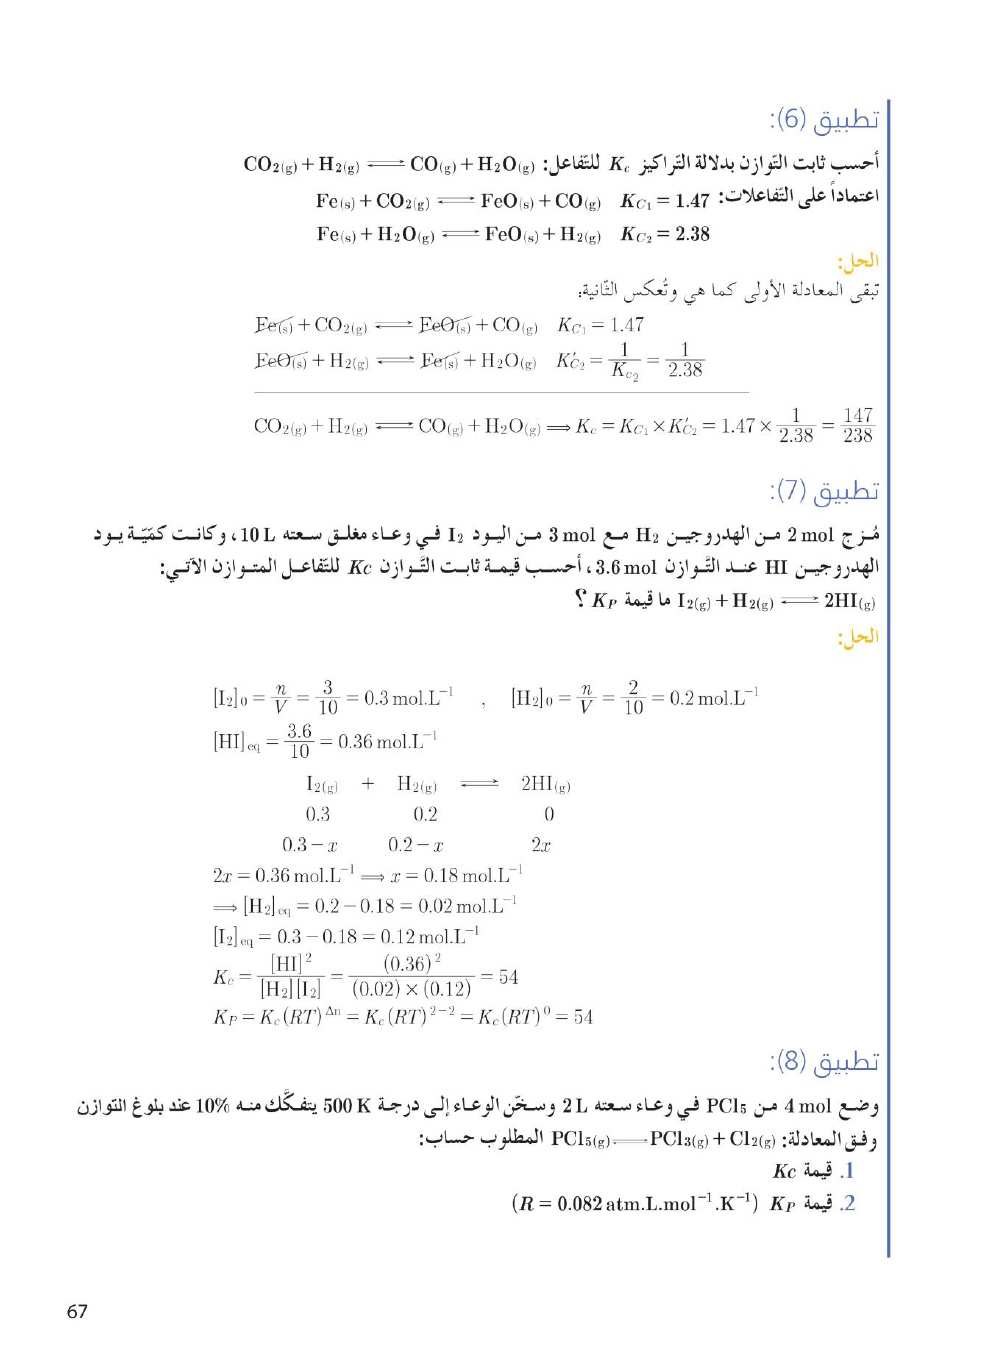 تطبيق (6):
أحسب ثابت التّوازن بدلالة التّراكيز Kc للتّفاعل: CO2(g) + H2(g) ⇌ CO(g) + H2O(g)
اعتماداً على التّفاعلات: Fe(s) + CO2(g) ⇌ FeO(s) + CO(g) KC1 = 1.47
Fe(s) + H2O(g) ⇌ FeO(s) + H2(g) KC2 = 2.38
الحل:
تبقى المعادلة الأولى كما هي وتُعكس الثّانية:
Fe(s) + CO2(g) ⇌ FeO(s) + CO(g) KC1 = 1.47
FeO(s) + H2(g) ⇌ Fe(s) + H2O(g) K′C2 = 1/Kc2 = 1/2.38
CO2(g) + H2(g) ⇌ CO(g) + H2O(g) ⟹ Kc = KC1 × K′C2 = 1.47 × 1/2.38 = 147/238
تطبيق (7):
مُزج 2 mol من الهدروجين H2 مع 3 mol من اليود I2 في وعاء مغلق سعته 10 L، وكانت كمّيّة يود
الهدروجين HI عند التَّوازن 3.6 mol، أحسب قيمة ثابت التَّوازن KC للتَّفاعل المتوازن الآتي:
I2(g) + H2(g) ⇌ 2HI(g) ما قيمة KP ؟
الحل:
[I2]0 = n/V = 3/10 = 0.3 mol.L−1 , [H2]0 = n/V = 2/10 = 0.2 mol.L−1
[HI]eq = 3.6/10 = 0.36 mol.L−1
I2(g) + H2(g) ⇌ 2HI(g)
0.3 0.2 0
0.3 − x 0.2 − x 2x
2x = 0.36 mol.L−1 ⟹ x = 0.18 mol.L−1
⟹ [H2]eq = 0.2 − 0.18 = 0.02 mol.L−1
[I2]eq = 0.3 − 0.18 = 0.12 mol.L−1
Kc = [HI]2/[H2][I2] = (0.36)2/(0.02) × (0.12) = 54
KP = Kc (RT)Δn = Kc (RT)2−2 = Kc (RT)0 = 54
تطبيق (8):
وضع 4 mol من PCl5 في وعاء سعته 2 L وسخّن الوعاء إلى درجة 500 K يتفكَّك منه 10% عند بلوغ التوازن
وفق المعادلة: PCl5(g) ⇌ PCl3(g) + Cl2(g) المطلوب حساب:
1. قيمة KC
2. قيمة KP (R = 0.082 atm.L.mol−1.K−1)
67